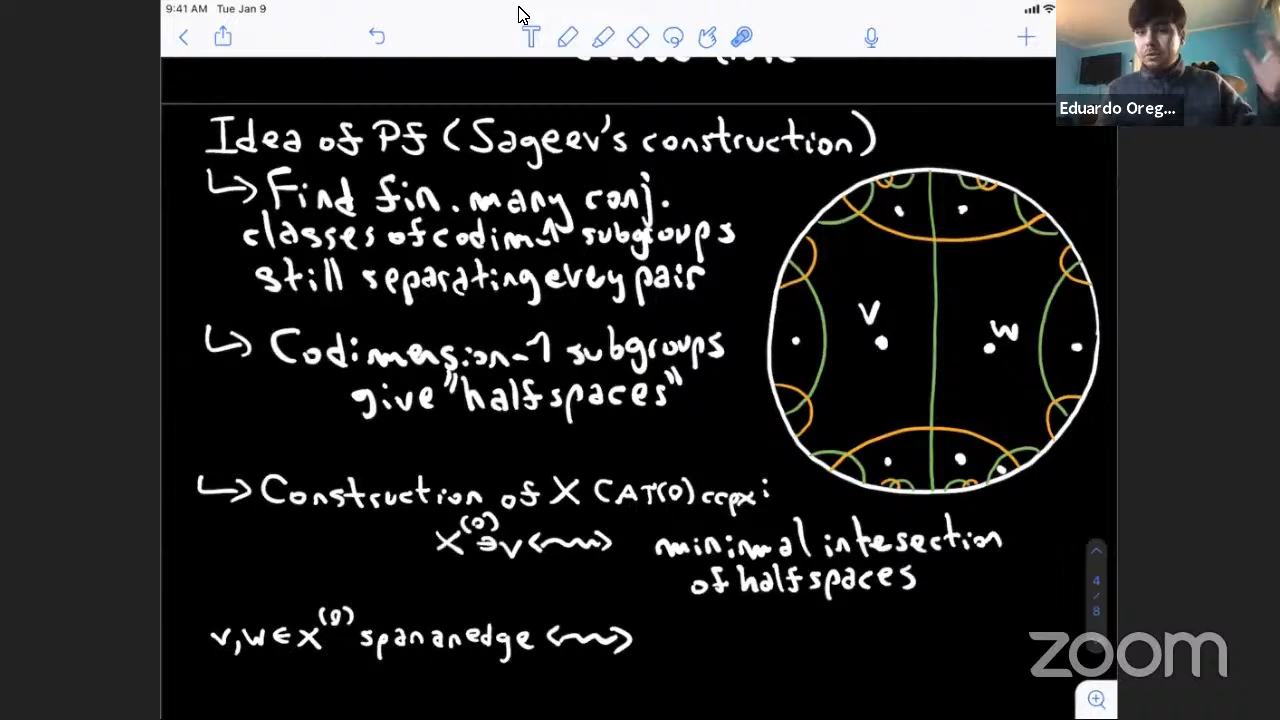 9:41 AM Tue Jan 9
Eduardo Oreg...
Idea of Pf (Sageev's construction)
↳ Find fin. many conj.
classes of codim-1 subgroups
still separating every pair
↳ Codimension-1 subgroups
give "halfspaces"
v
w
↳ Construction of X CAT(0) ccpx:
X^(0) ∋ v <~~> minimal intesection
of halfspaces
v,w ∈ X^(0) span an edge <~~>
4
/
8
zoom